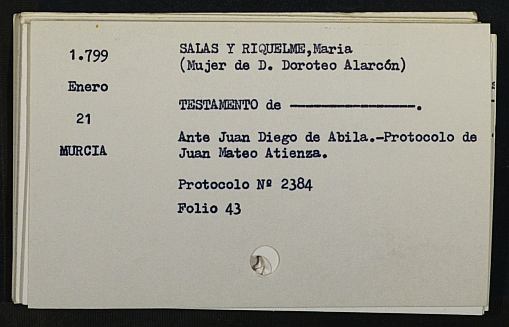 1.799
Enero
21
MURCIA
SALAS Y RIQUELME,Maria
(Mujer de D. Doroteo Alarcón)
TESTAMENTO de ----------------.
Ante Juan Diego de Abila.-Protocolo de
Juan Mateo Atienza.
Protocolo Nº 2384
Folio 43